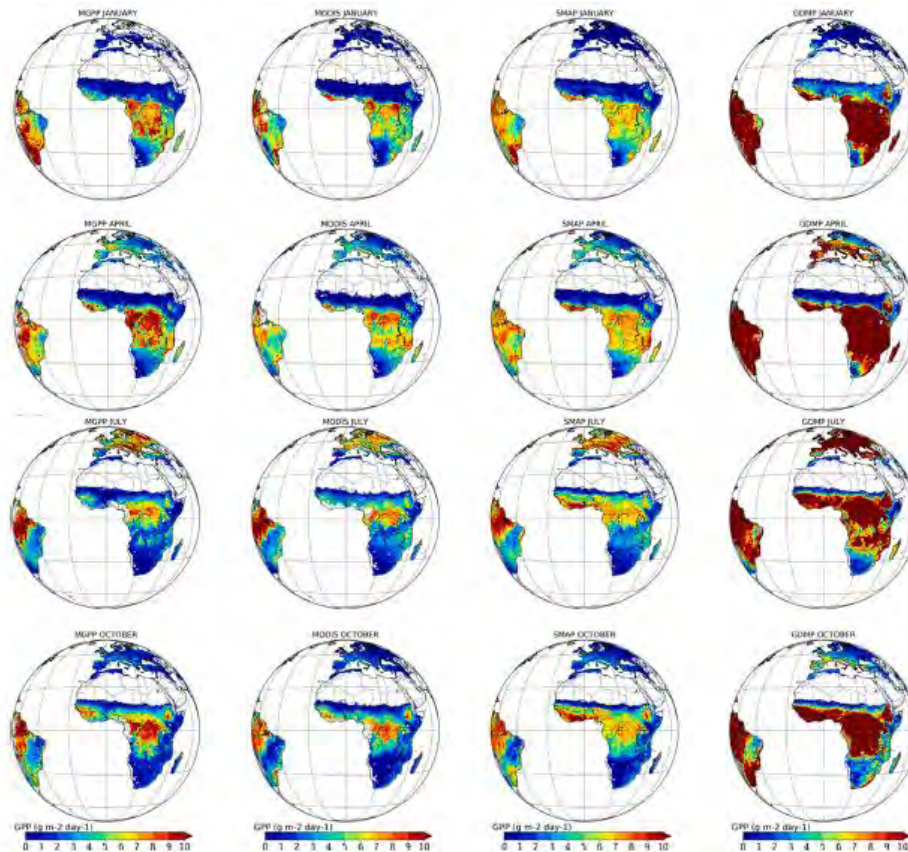 MGPP JANUARY
MODIS JANUARY
SMAP JANUARY
GDMP JANUARY
MGPP APRIL
MODIS APRIL
SMAP APRIL
GDMP APRIL
MGPP JULY
MODIS JULY
SMAP JULY
GDMP JULY
MGPP OCTOBER
MODIS OCTOBER
SMAP OCTOBER
GDMP OCTOBER
GPP (g m-2 day-1)
0 1 2 3 4 5 6 7 8 9 10
GPP (g m-2 day-1)
0 1 2 3 4 5 6 7 8 9 10
GPP (g m-2 day-1)
0 1 2 3 4 5 6 7 8 9 10
GPP (g m-2 day-1)
0 1 2 3 4 5 6 7 8 9 10